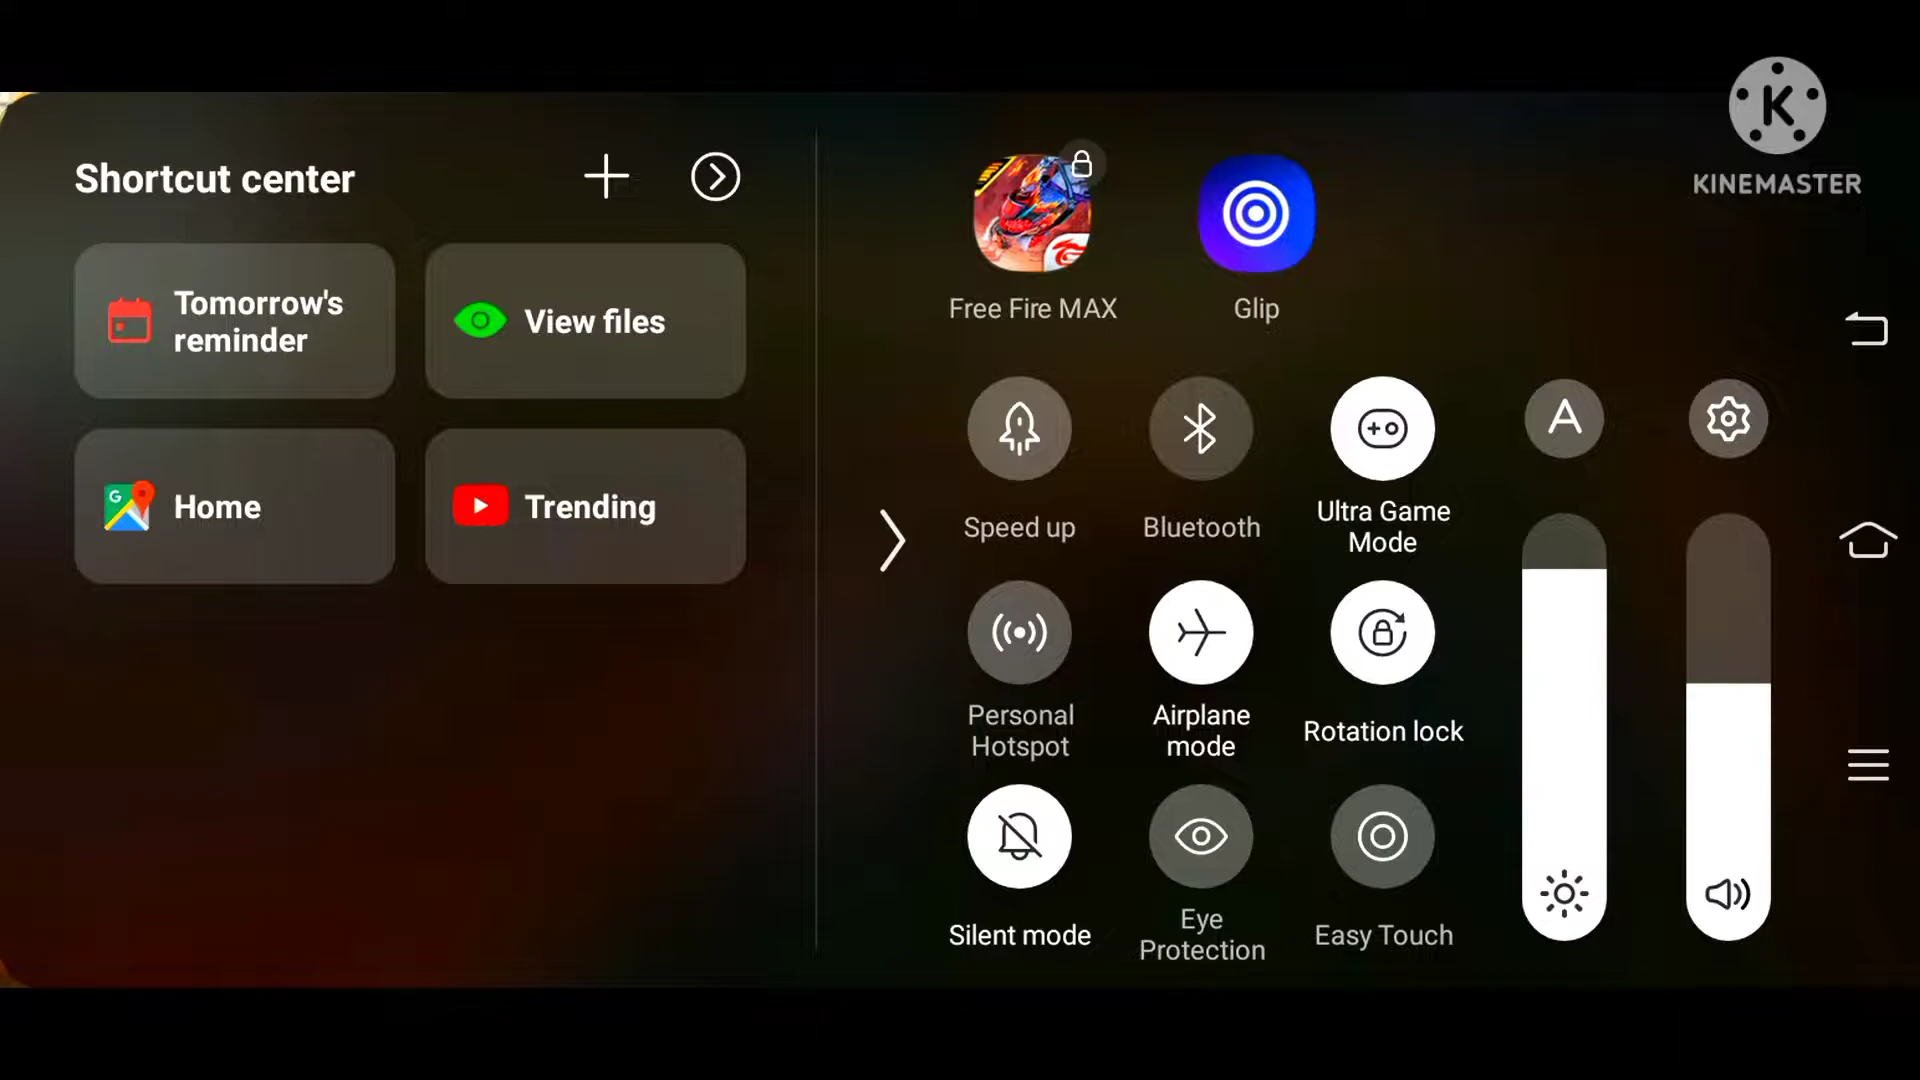 KINEMASTER
Shortcut center
Tomorrow's
reminder
View files
Home
Trending
Free Fire MAX
Glip
A
Speed up
Bluetooth
Ultra Game
Mode
Personal
Hotspot
Airplane
mode
Rotation lock
Silent mode
Eye
Protection
Easy Touch